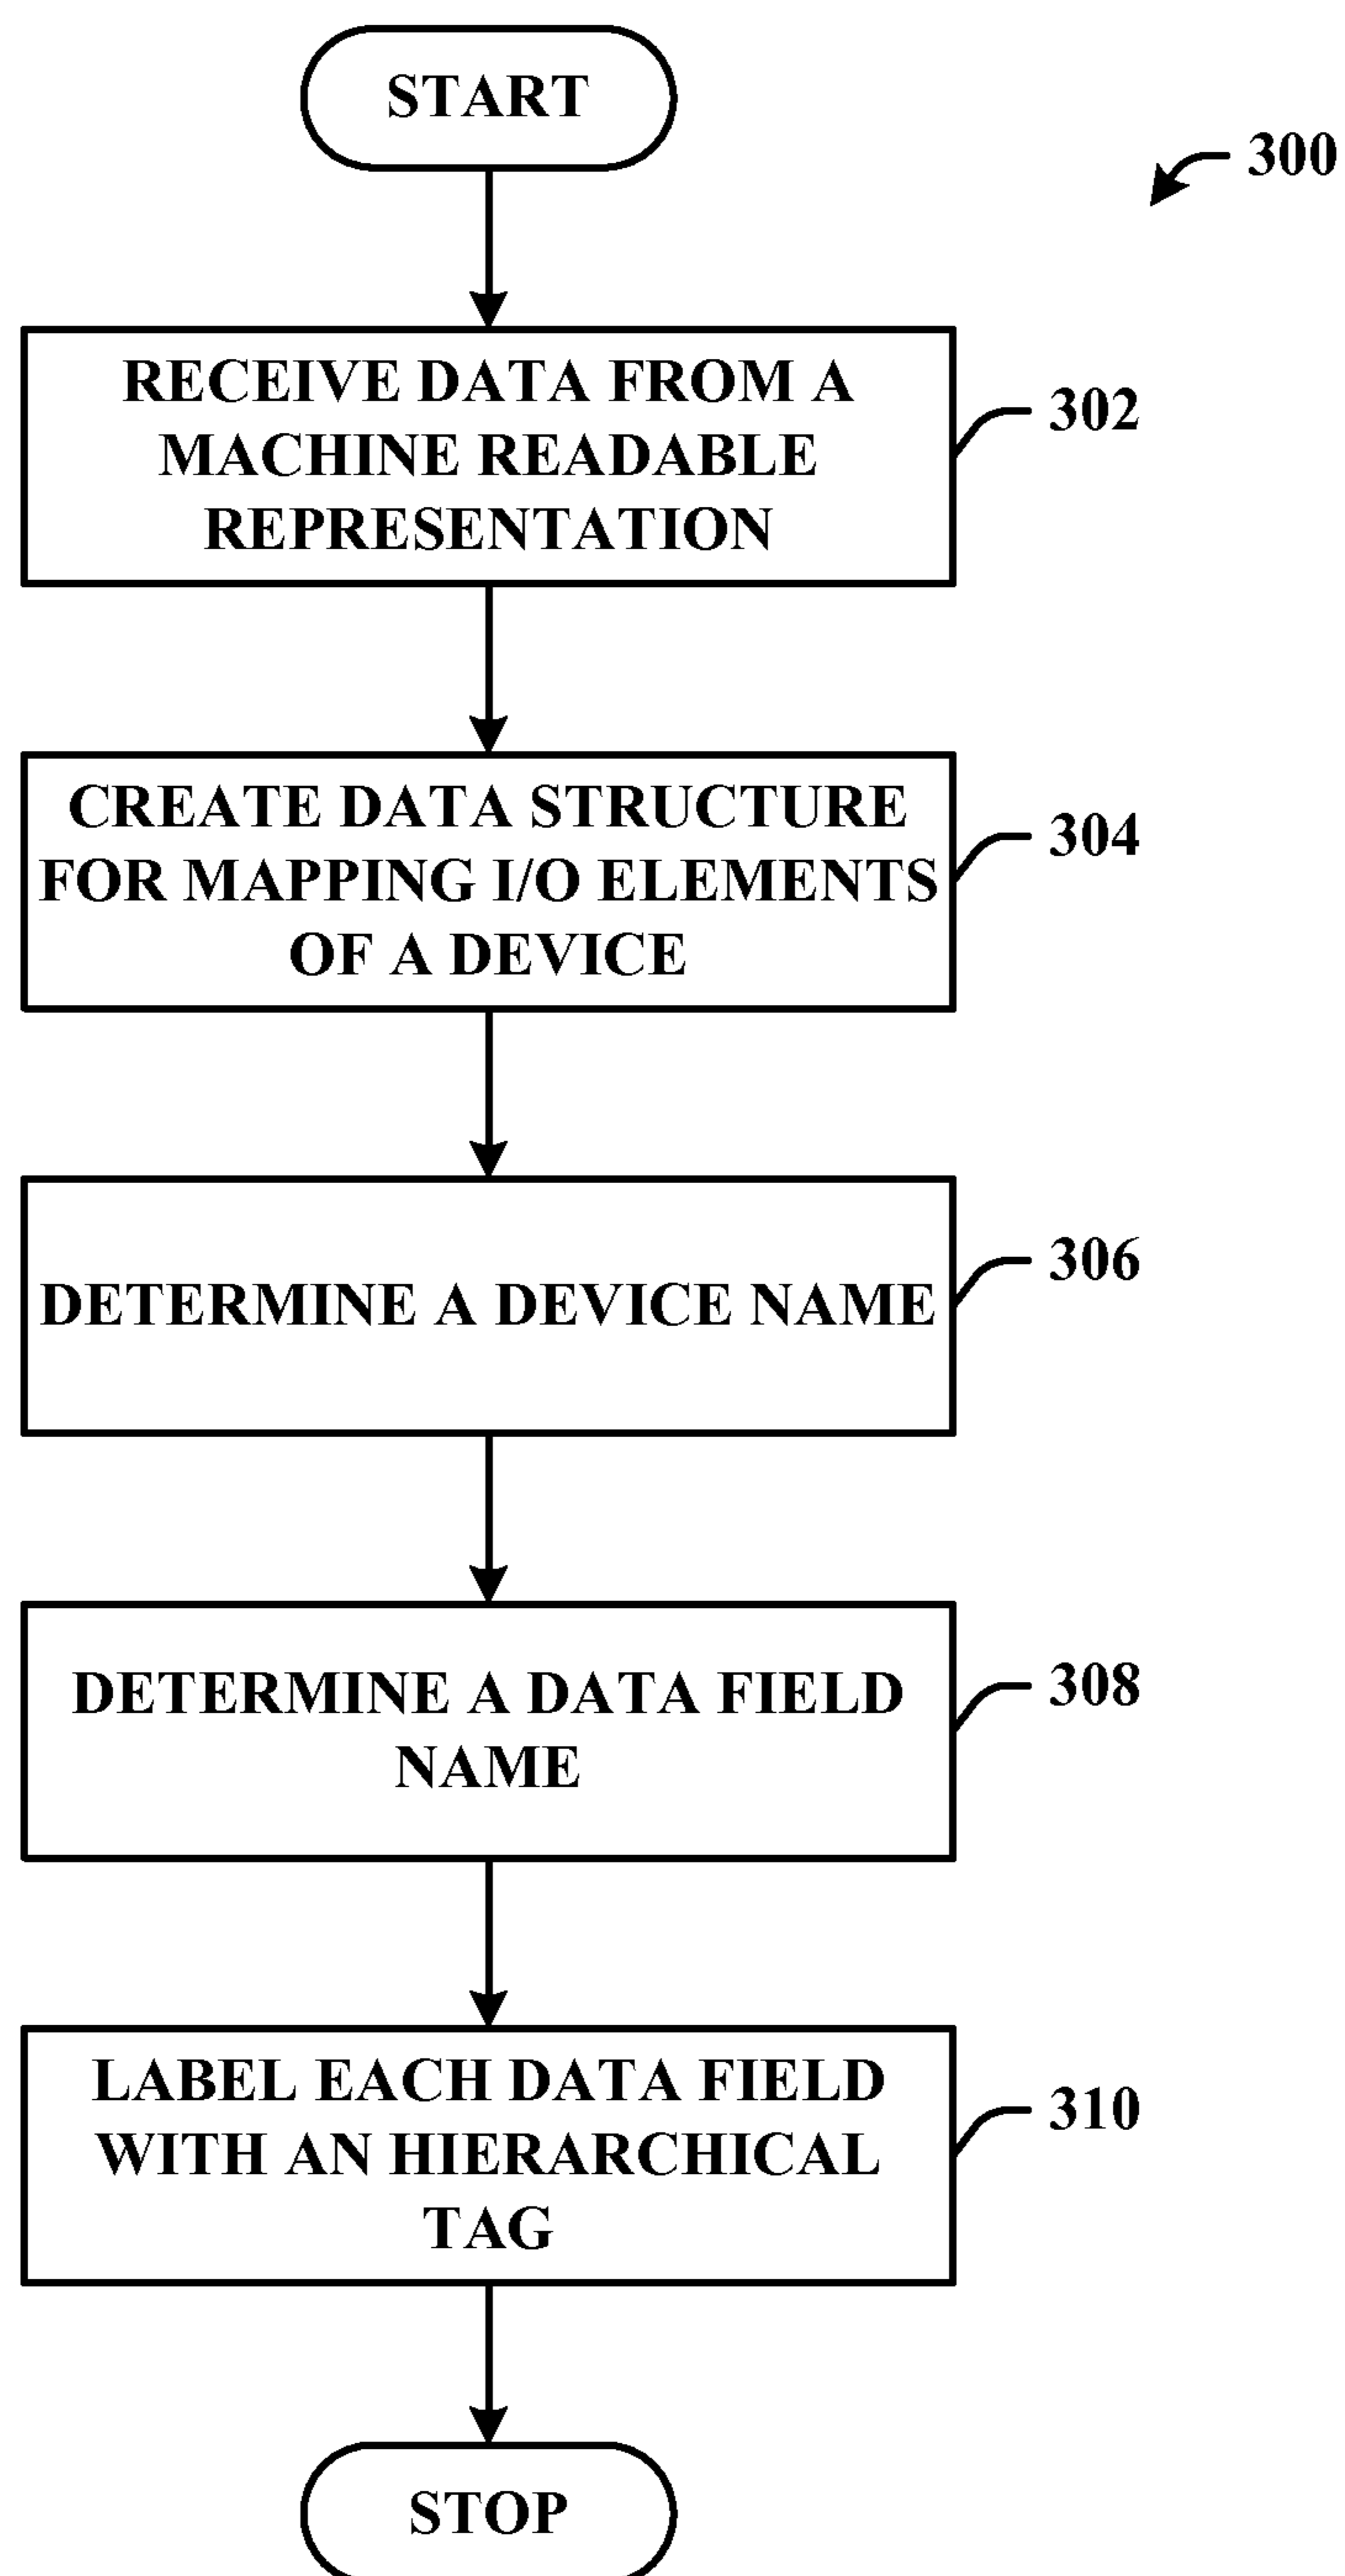 START
300
RECEIVE DATA FROM A
MACHINE READABLE
REPRESENTATION
302
CREATE DATA STRUCTURE
FOR MAPPING I/O ELEMENTS
OF A DEVICE
304
DETERMINE A DEVICE NAME
306
DETERMINE A DATA FIELD
NAME
308
LABEL EACH DATA FIELD
WITH AN HIERARCHICAL
TAG
310
STOP